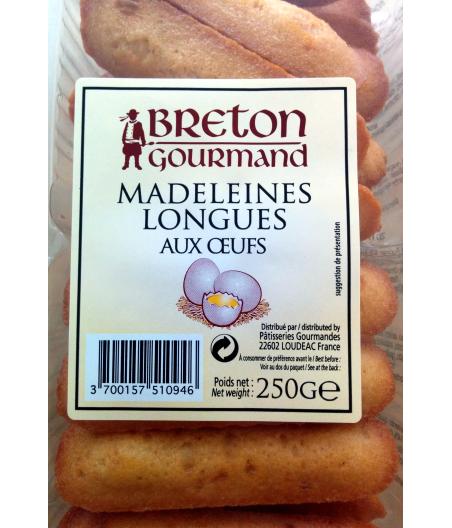 BRETON
GOURMAND
MADELEINES
LONGUES
AUX ŒUFS
suggestion de présentation
Distribué par / distributed by
Pâtisseries Gourmandes
22602 LOUDEAC France
A consommer de préférence avant le / Best before :
Voir au dos du paquet / See at the back :
3 700157 510946
Poids net :
Net weight : 250G℮